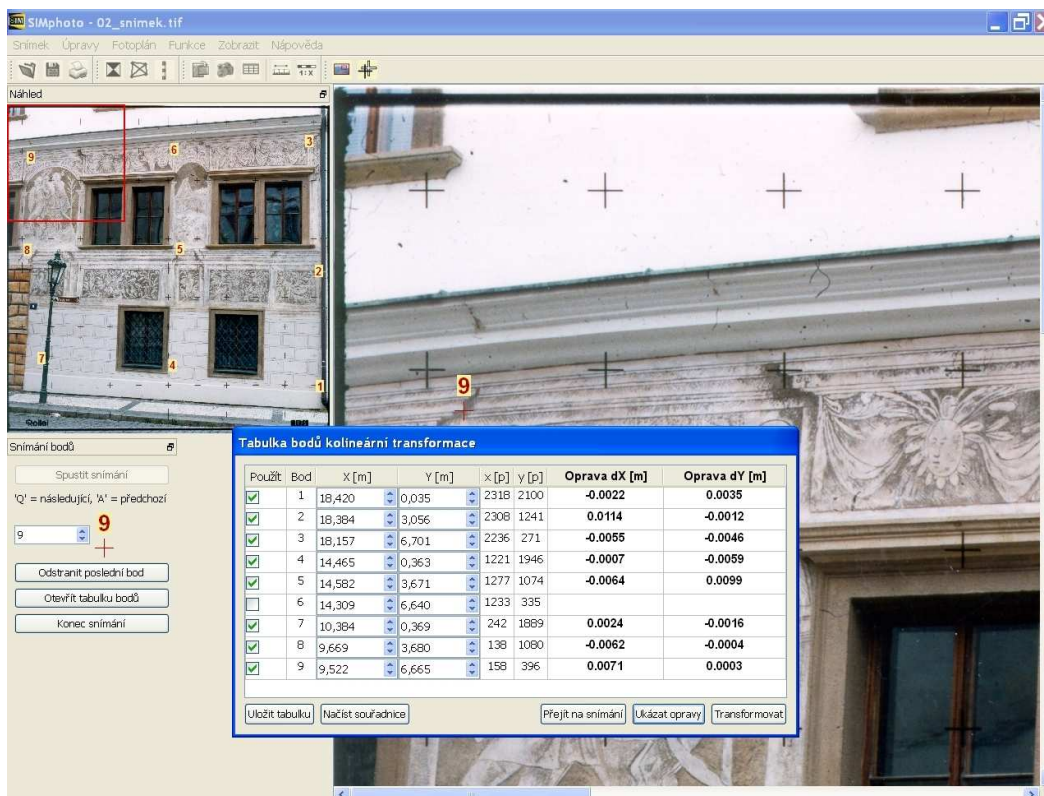 SIMphoto - 02_snimek.tif
Snímek Úpravy Fotoplán Funkce Zobrazit Nápověda
1:X
Náhled
3
6
9
8
5
2
7
4
1
Rollei
9
Snímání bodů
Spustit snímání
'Q' = následující, 'A' = předchozí
9
9
Odstranit poslední bod
Otevřít tabulku bodů
Konec snímání
Tabulka bodů kolineární transformace
Použít Bod X [m] Y [m] x [p] y [p] Oprava dX [m] Oprava dY [m]
1 18,420 0,035 2318 2100 -0.0022 0.0035
2 18,384 3,056 2308 1241 0.0114 -0.0012
3 18,157 6,701 2236 271 -0.0055 -0.0046
4 14,465 0,363 1221 1946 -0.0007 -0.0059
5 14,582 3,671 1277 1074 -0.0064 0.0099
6 14,309 6,640 1233 335
7 10,384 0,369 242 1889 0.0024 -0.0016
8 9,669 3,680 138 1080 -0.0062 -0.0004
9 9,522 6,665 158 396 0.0071 0.0003
Uložit tabulku Načíst souřadnice Přejít na snímání Ukázat opravy Transformovat